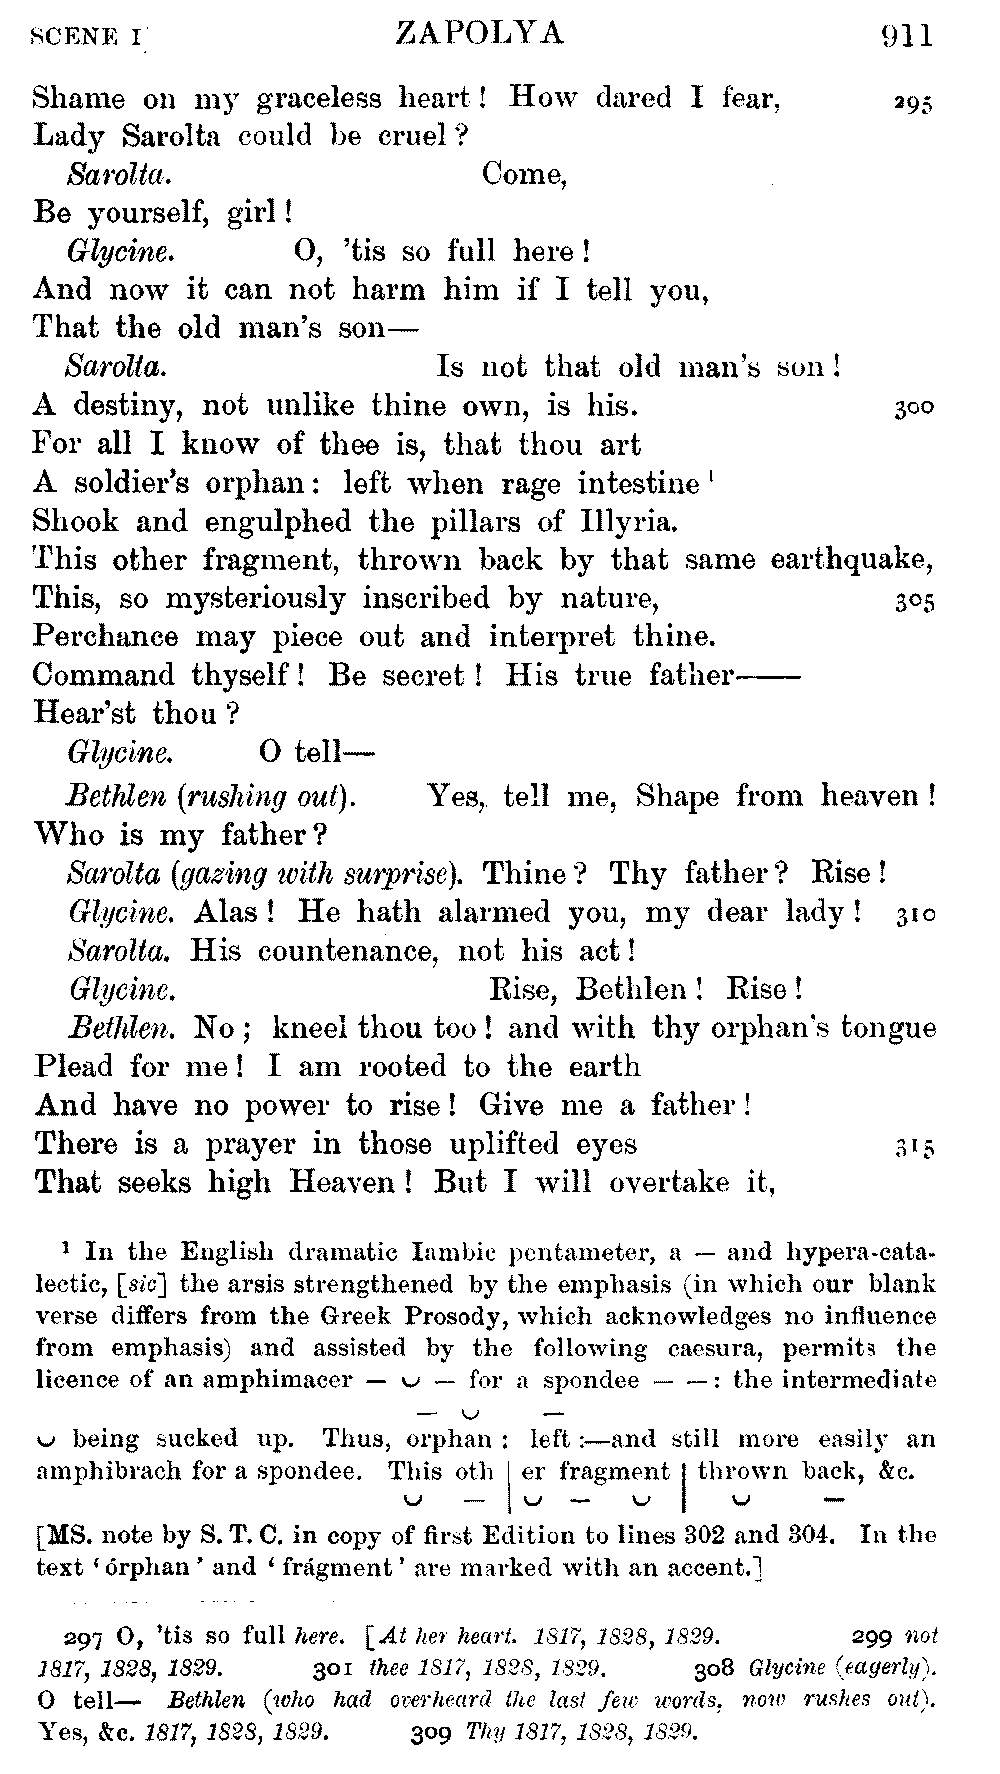 SCENE I ZAPOLYA 911
Shame on my graceless heart! How dared I fear, 295
Lady Sarolta could be cruel?
Sarolta. Come,
Be yourself, girl!
Glycine. O, 'tis so full here!
And now it can not harm him if I tell you,
That the old man's son—
Sarolta. Is not that old man's son!
A destiny, not unlike thine own, is his. 300
For all I know of thee is, that thou art
A soldier's orphan: left when rage intestine ¹
Shook and engulphed the pillars of Illyria.
This other fragment, thrown back by that same earthquake,
This, so mysteriously inscribed by nature, 305
Perchance may piece out and interpret thine.
Command thyself! Be secret! His true father——
Hear'st thou?
Glycine. O tell—
Bethlen (rushing out). Yes, tell me, Shape from heaven!
Who is my father?
Sarolta (gazing with surprise). Thine? Thy father? Rise!
Glycine. Alas! He hath alarmed you, my dear lady! 310
Sarolta. His countenance, not his act!
Glycine. Rise, Bethlen! Rise!
Bethlen. No; kneel thou too! and with thy orphan's tongue
Plead for me! I am rooted to the earth
And have no power to rise! Give me a father!
There is a prayer in those uplifted eyes 315
That seeks high Heaven! But I will overtake it,
¹ In the English dramatic Iambic pentameter, a – and hypera-cata-
lectic, [sic] the arsis strengthened by the emphasis (in which our blank
verse differs from the Greek Prosody, which acknowledges no influence
from emphasis) and assisted by the following caesura, permits the
licence of an amphimacer – ᴗ – for a spondee – –: the intermediate
– ᴗ –
ᴗ being sucked up. Thus, orphan: left:—and still more easily an
amphibrach for a spondee. This oth | er fragment | thrown back, &c.
ᴗ – | ᴗ – ᴗ | ᴗ –
[MS. note by S. T. C. in copy of first Edition to lines 302 and 304. In the
text 'órphan' and 'frágment' are marked with an accent.]
297 O, 'tis so full here. [At her heart. 1817, 1828, 1829. 299 not
1817, 1828, 1829. 301 thee 1817, 1828, 1829. 308 Glycine (eagerly).
O tell— Bethlen (who had overheard the last few words, now rushes out).
Yes, &c. 1817, 1828, 1829. 309 Thy 1817, 1828, 1829.